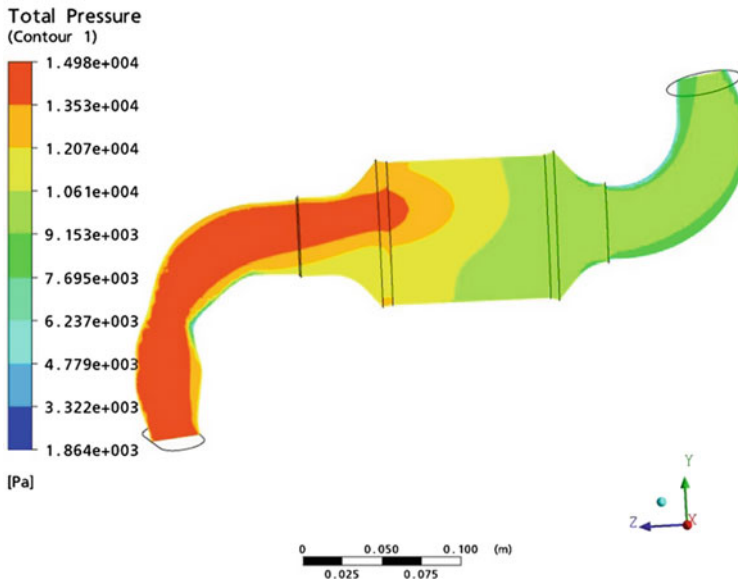 Total Pressure
(Contour 1)
1.498e+004
1.353e+004
1.207e+004
1.061e+004
9.153e+003
7.695e+003
6.237e+003
4.779e+003
3.322e+003
1.864e+003
[Pa]
Y
Z
X
0 0.050 0.100 (m)
0.025 0.075